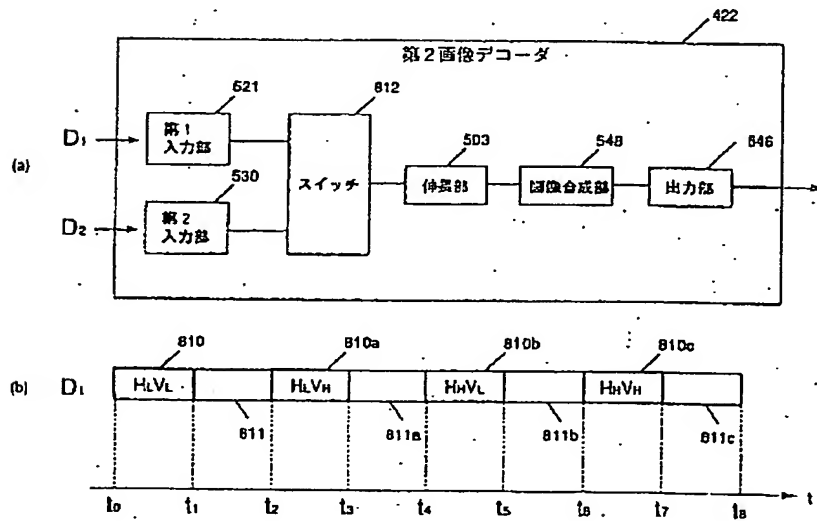 422
第2画像デコーダ
621
812
D1
第1
入力部
503
548
546
(a)
530
スイッチ
伸長部
画像合成部
出力部
D2
第2
入力部
810
810a
810b
810c
(b)
D1
HLVL
HLVH
HHVL
HHVH
811
811a
811b
811c
t0
t1
t2
t3
t4
t5
t6
t7
t8
t